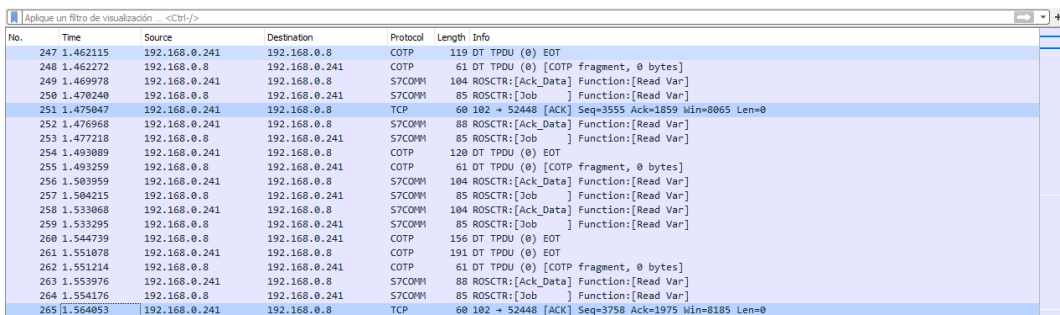 Aplique un filtro de visualización ... <Ctrl-/>
No. Time Source Destination Protocol Length Info
247 1.462115 192.168.0.241 192.168.0.8 COTP 119 DT TPDU (0) EOT
248 1.462272 192.168.0.8 192.168.0.241 COTP 61 DT TPDU (0) [COTP fragment, 0 bytes]
249 1.469978 192.168.0.241 192.168.0.8 S7COMM 104 ROSCTR:[Ack_Data] Function:[Read Var]
250 1.470240 192.168.0.8 192.168.0.241 S7COMM 85 ROSCTR:[Job ] Function:[Read Var]
251 1.475047 192.168.0.241 192.168.0.8 TCP 60 102 → 52448 [ACK] Seq=3555 Ack=1859 Win=8065 Len=0
252 1.476968 192.168.0.241 192.168.0.8 S7COMM 88 ROSCTR:[Ack_Data] Function:[Read Var]
253 1.477218 192.168.0.8 192.168.0.241 S7COMM 85 ROSCTR:[Job ] Function:[Read Var]
254 1.493089 192.168.0.241 192.168.0.8 COTP 120 DT TPDU (0) EOT
255 1.493259 192.168.0.8 192.168.0.241 COTP 61 DT TPDU (0) [COTP fragment, 0 bytes]
256 1.503959 192.168.0.241 192.168.0.8 S7COMM 104 ROSCTR:[Ack_Data] Function:[Read Var]
257 1.504215 192.168.0.8 192.168.0.241 S7COMM 85 ROSCTR:[Job ] Function:[Read Var]
258 1.533068 192.168.0.241 192.168.0.8 S7COMM 104 ROSCTR:[Ack_Data] Function:[Read Var]
259 1.533295 192.168.0.8 192.168.0.241 S7COMM 85 ROSCTR:[Job ] Function:[Read Var]
260 1.544739 192.168.0.8 192.168.0.241 COTP 156 DT TPDU (0) EOT
261 1.551078 192.168.0.241 192.168.0.8 COTP 191 DT TPDU (0) EOT
262 1.551214 192.168.0.8 192.168.0.241 COTP 61 DT TPDU (0) [COTP fragment, 0 bytes]
263 1.553976 192.168.0.241 192.168.0.8 S7COMM 88 ROSCTR:[Ack_Data] Function:[Read Var]
264 1.554176 192.168.0.8 192.168.0.241 S7COMM 85 ROSCTR:[Job ] Function:[Read Var]
265 1.564053 192.168.0.241 192.168.0.8 TCP 60 102 → 52448 [ACK] Seq=3758 Ack=1975 Win=8185 Len=0